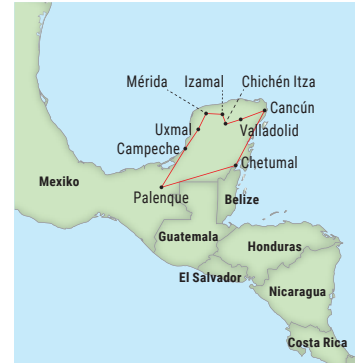 Mérida Izamal Chichén Itza
Cancún
Uxmal
Valladolid
Campeche
Chetumal
Mexiko
Palenque
Belize
Guatemala
Honduras
El Salvador
Nicaragua
Costa Rica